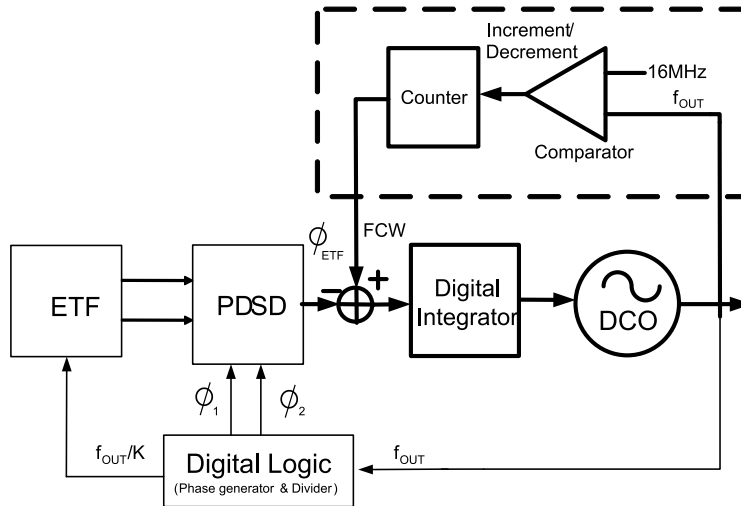 Increment/
Decrement
16MHz
Counter
fOUT
Comparator
ϕETF
FCW
−
+
ETF
PDSD
Digital
Integrator
DCO
ϕ1
ϕ2
fOUT/K
Digital Logic
(Phase generator & Divider)
fOUT